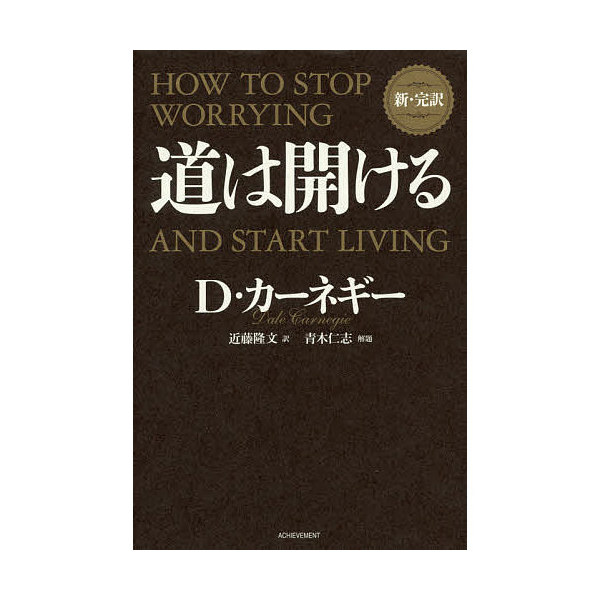 HOW TO STOP
WORRYING
新・完訳
道は開ける
AND START LIVING
D・カーネギー
Dale Carnegie
近藤隆文 訳 青木仁志 解題
ACHIEVEMENT